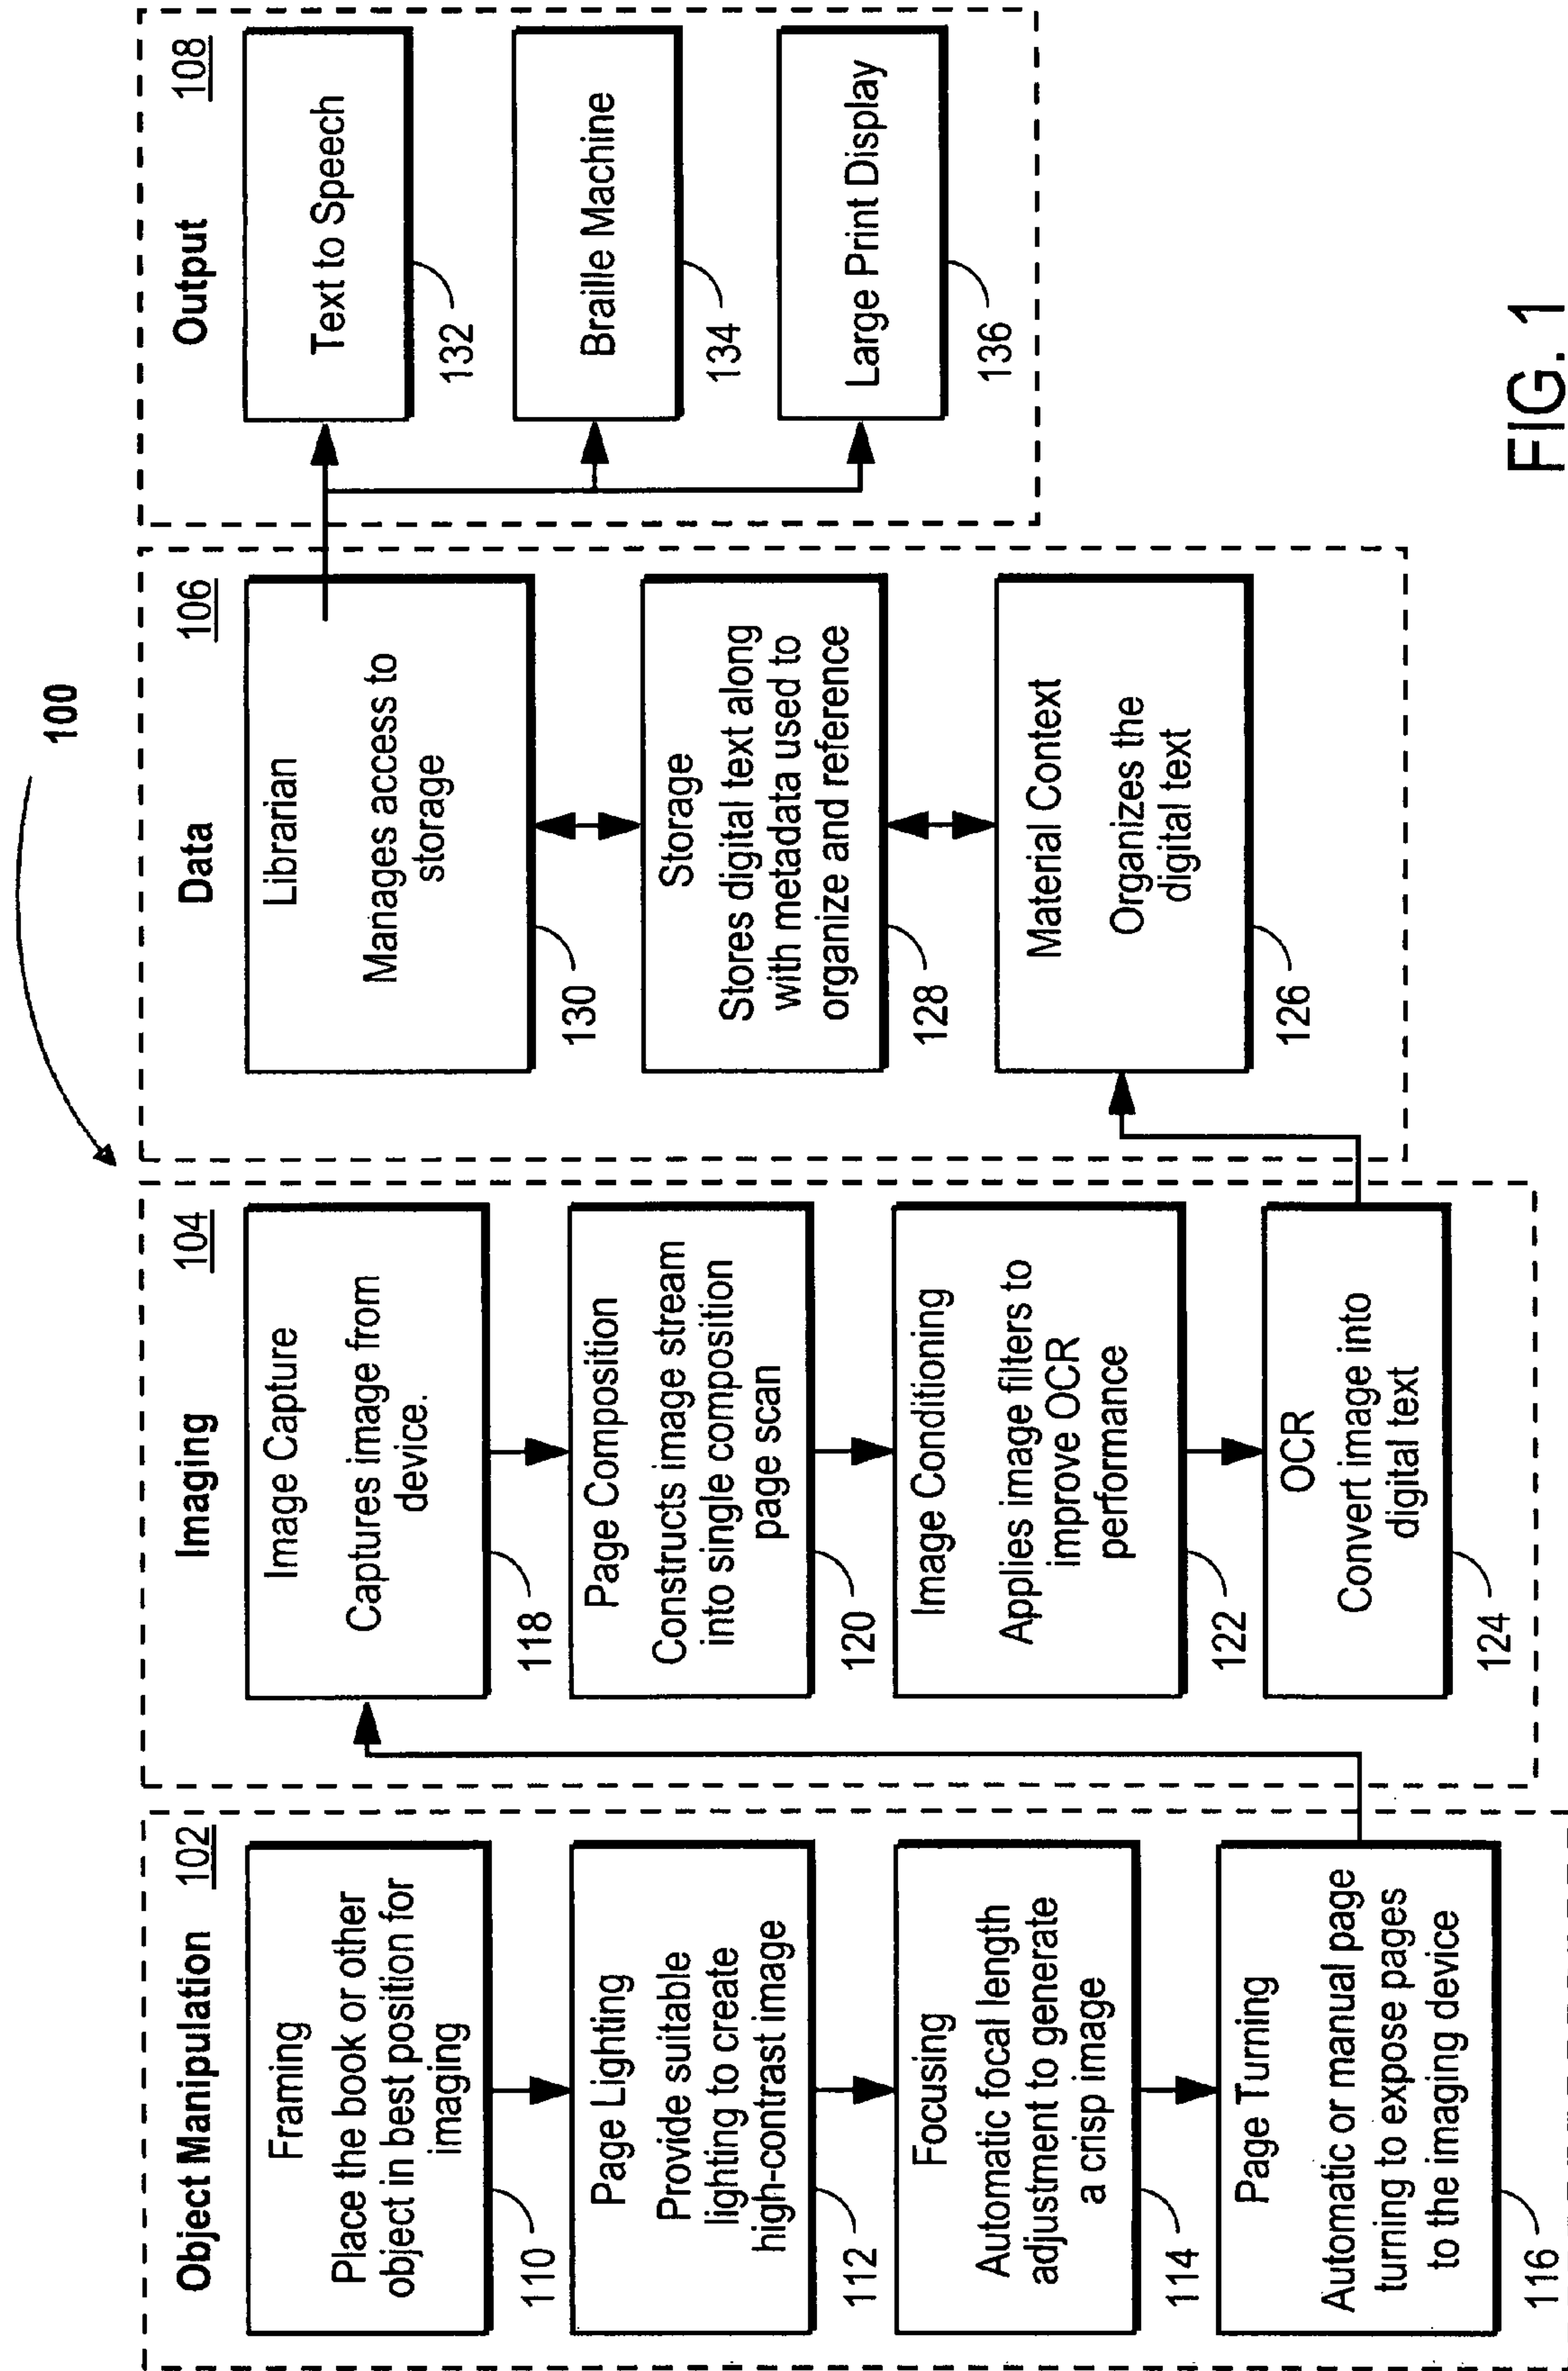 100
Object Manipulation 102
Framing
Place the book or other
object in best position for
imaging
110
Page Lighting
Provide suitable
lighting to create
high-contrast image
112
Focusing
Automatic focal length
adjustment to generate
a crisp image
114
Page Turning
Automatic or manual page
turning to expose pages
to the imaging device
116
Imaging 104
Image Capture
Captures image from
device.
118
Page Composition
Constructs image stream
into single composition
page scan
120
Image Conditioning
Applies image filters to
improve OCR
performance
122
OCR
Convert image into
digital text
124
Data 106
Librarian
Manages access to
storage
130
Storage
Stores digital text along
with metadata used to
organize and reference
128
Material Context
Organizes the
digital text
126
Output 108
Text to Speech
132
Braille Machine
134
Large Print Display
136
FIG. 1